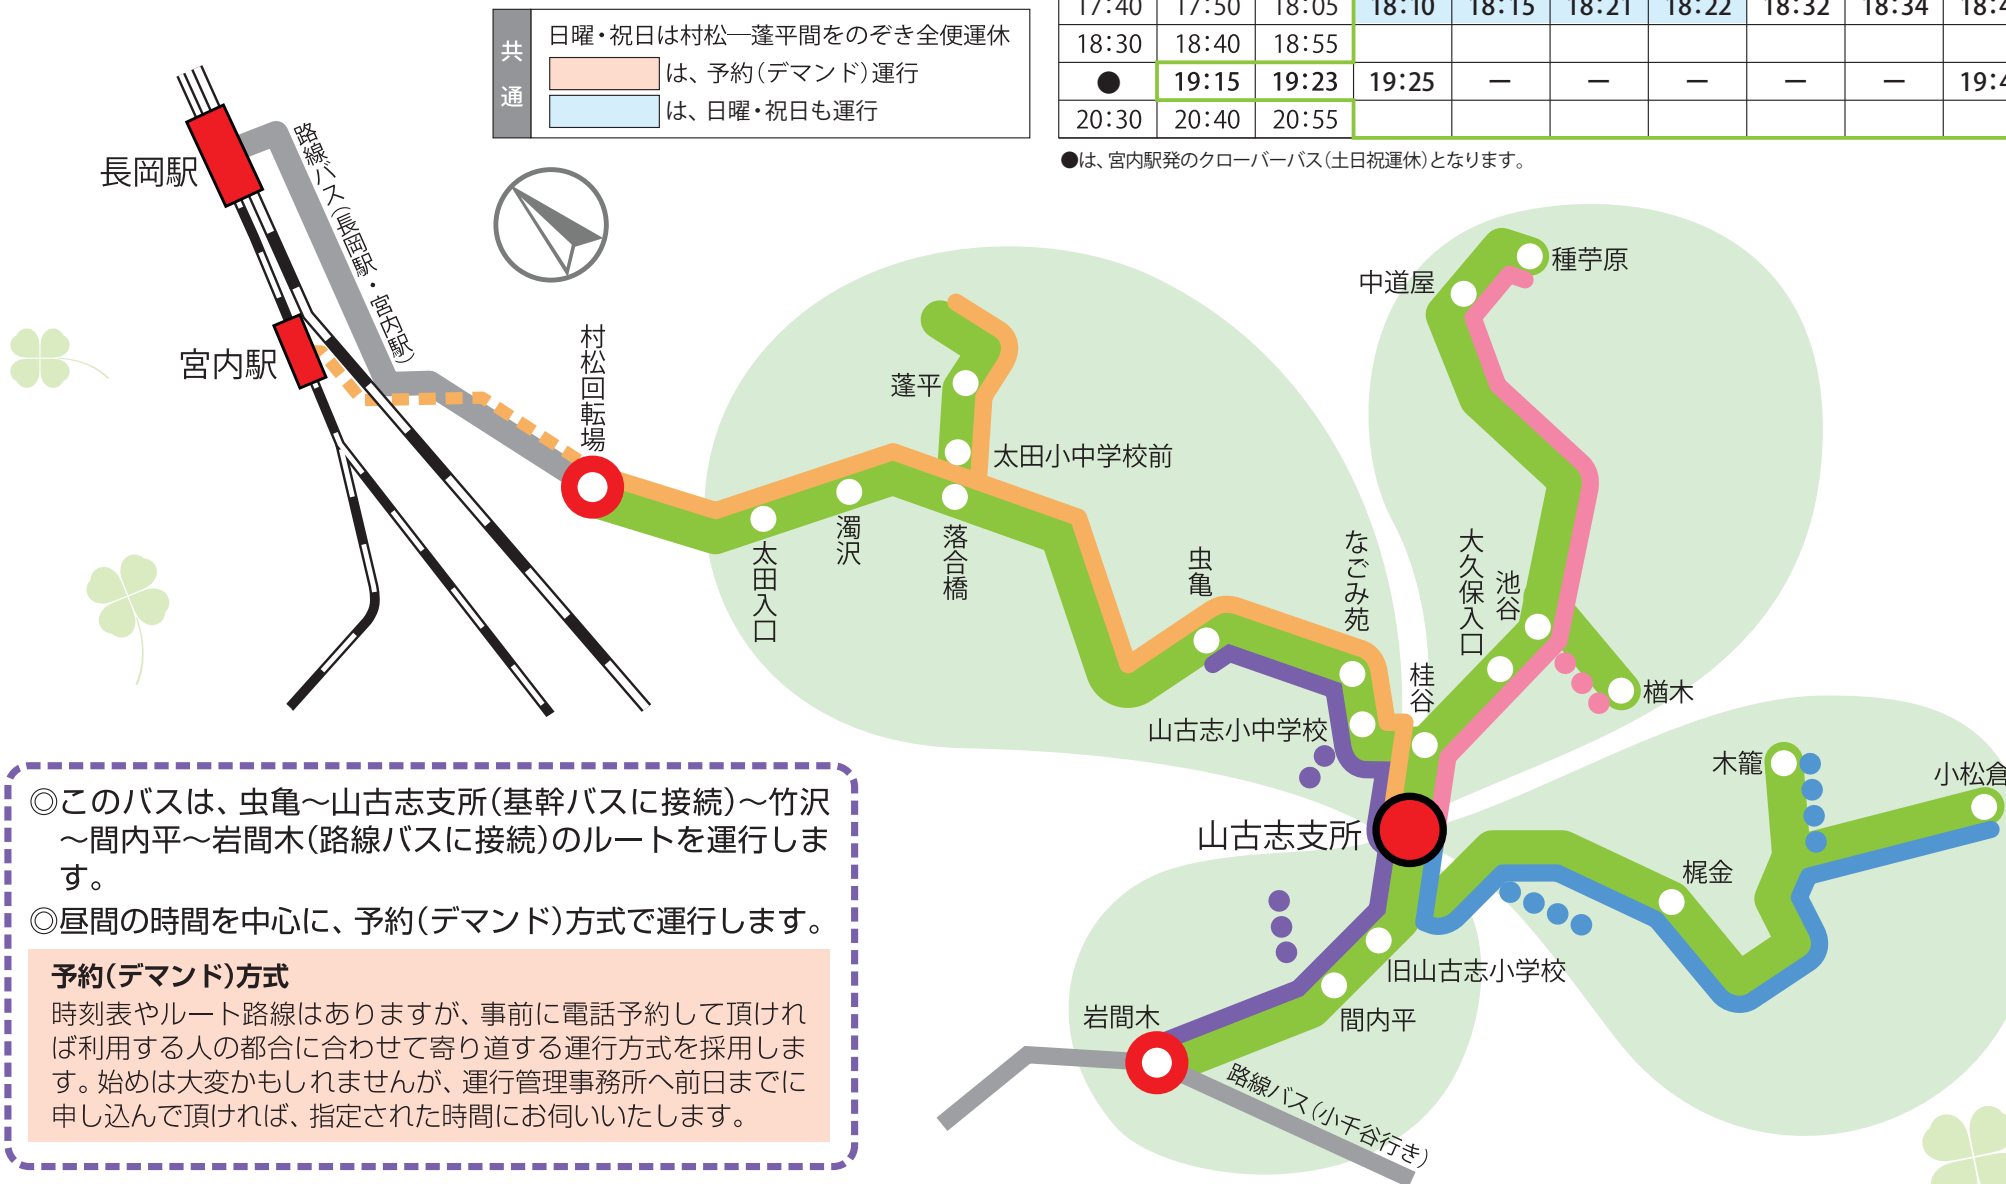 共通
日曜・祝日は村松―蓬平間をのぞき全便運休
は、予約(デマンド)運行
は、日曜・祝日も運行
17:40 17:50 18:05 18:10 18:15 18:21 18:22 18:32 18:34
18:30 18:40 18:55
● 19:15 19:23 19:25 － － － － －
20:30 20:40 20:55
●は、宮内駅発のクローバーバス(土日祝運休)となります。
長岡駅
路線バス(長岡駅・宮内駅)
宮内駅
村松回転場
蓬平
太田小中学校前
太田入口
濁沢
落合橋
虫亀
なごみ苑
山古志小中学校
桂谷
大久保入口
池谷
中道屋
種苧原
楢木
木籠
小松倉
梶金
山古志支所
旧山古志小学校
間内平
岩間木
路線バス(小千谷行き)
◎このバスは、虫亀～山古志支所(基幹バスに接続)～竹沢
～間内平～岩間木(路線バスに接続)のルートを運行しま
す。
◎昼間の時間を中心に、予約(デマンド)方式で運行します。
予約(デマンド)方式
時刻表やルート路線はありますが、事前に電話予約して頂けれ
ば利用する人の都合に合わせて寄り道する運行方式を採用しま
す。始めは大変かもしれませんが、運行管理事務所へ前日までに
申し込んで頂ければ、指定された時間にお伺いいたします。